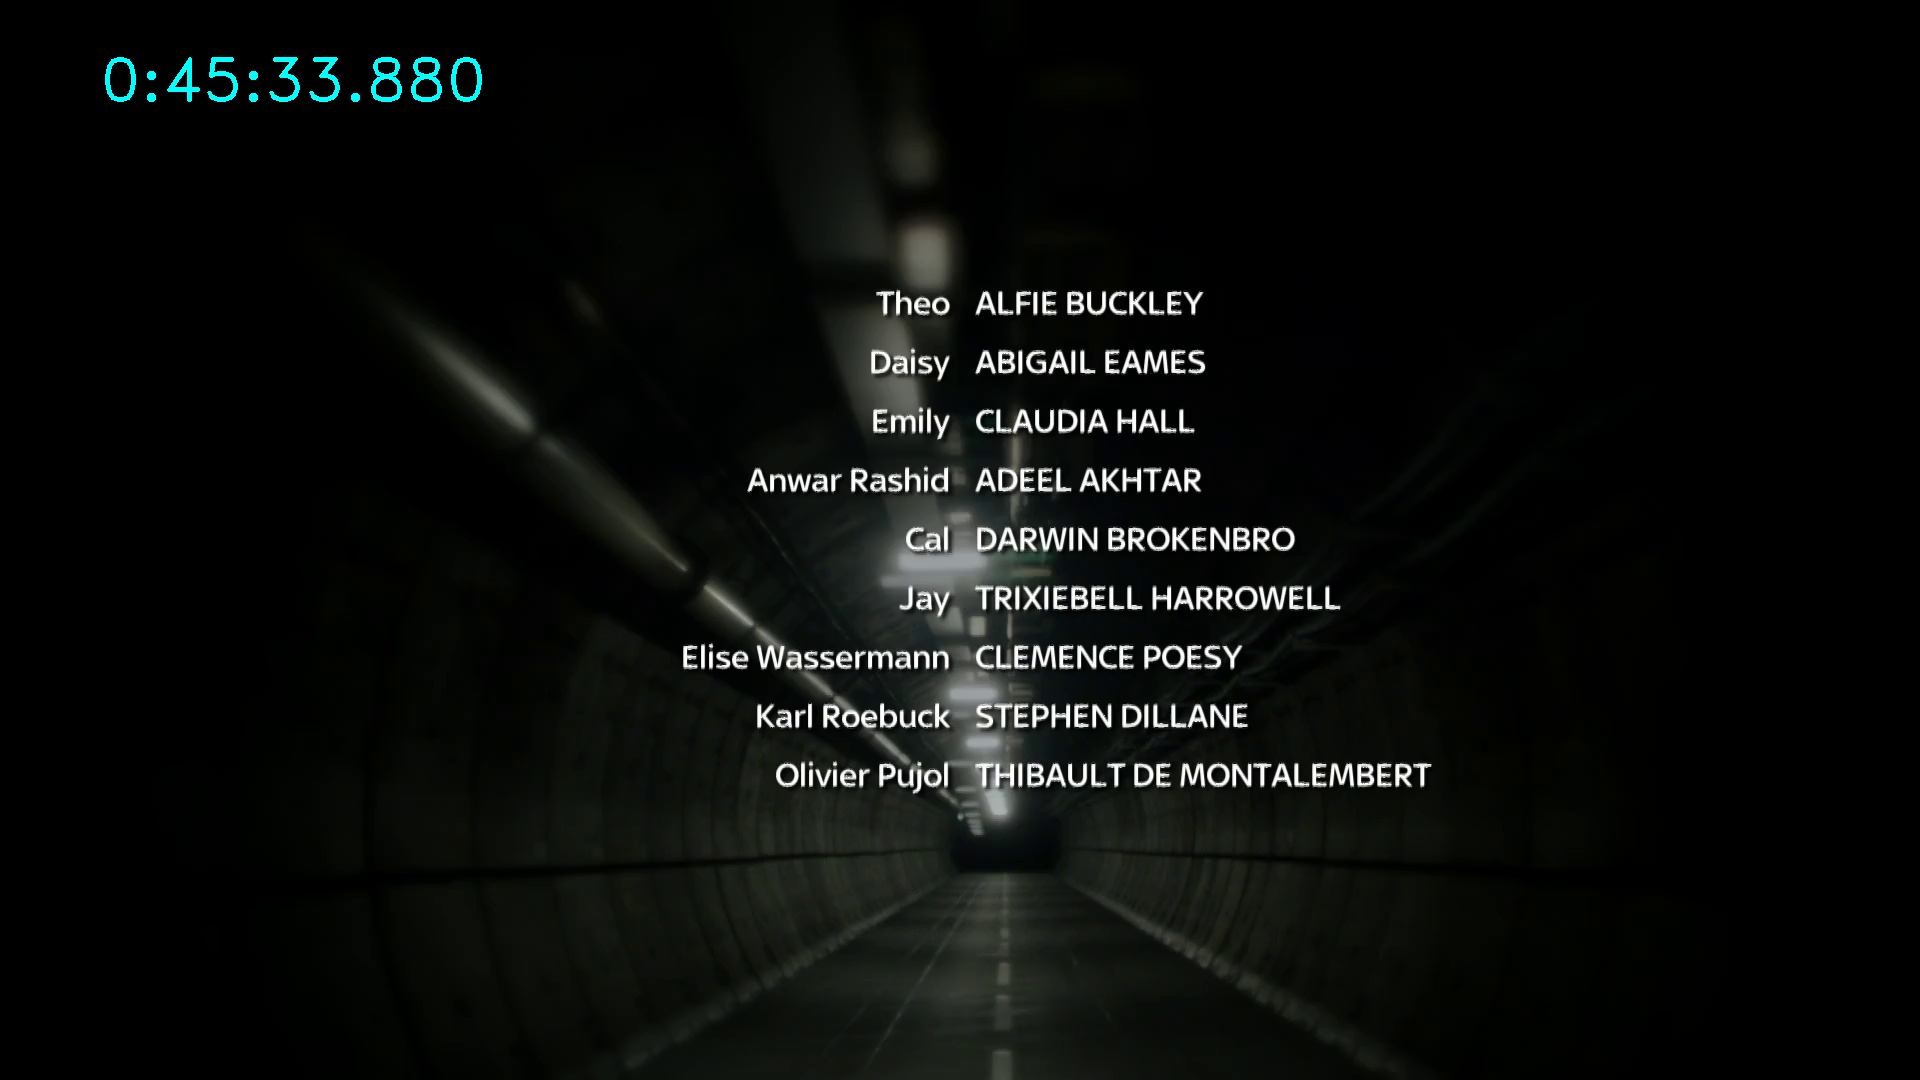 0:45:33.880
Theo ALFIE BUCKLEY
Daisy ABIGAIL EAMES
Emily CLAUDIA HALL
Anwar Rashid ADEEL AKHTAR
Cal DARWIN BROKENBRO
Jay TRIXIEBELL HARROWELL
Elise Wassermann CLEMENCE POESY
Karl Roebuck STEPHEN DILLANE
Olivier Pujol THIBAULT DE MONTALEMBERT